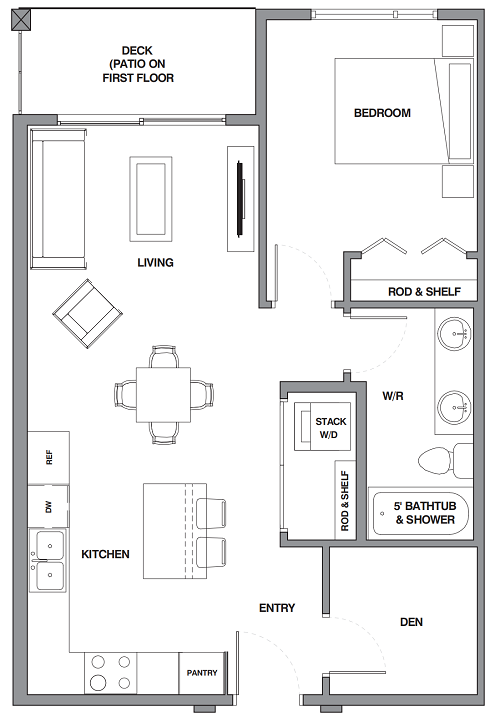 DECK
(PATIO ON
FIRST FLOOR
BEDROOM
LIVING
ROD & SHELF
W/R
STACK
W/D
REF
ROD & SHELF
DW
5' BATHTUB
& SHOWER
KITCHEN
ENTRY
DEN
PANTRY